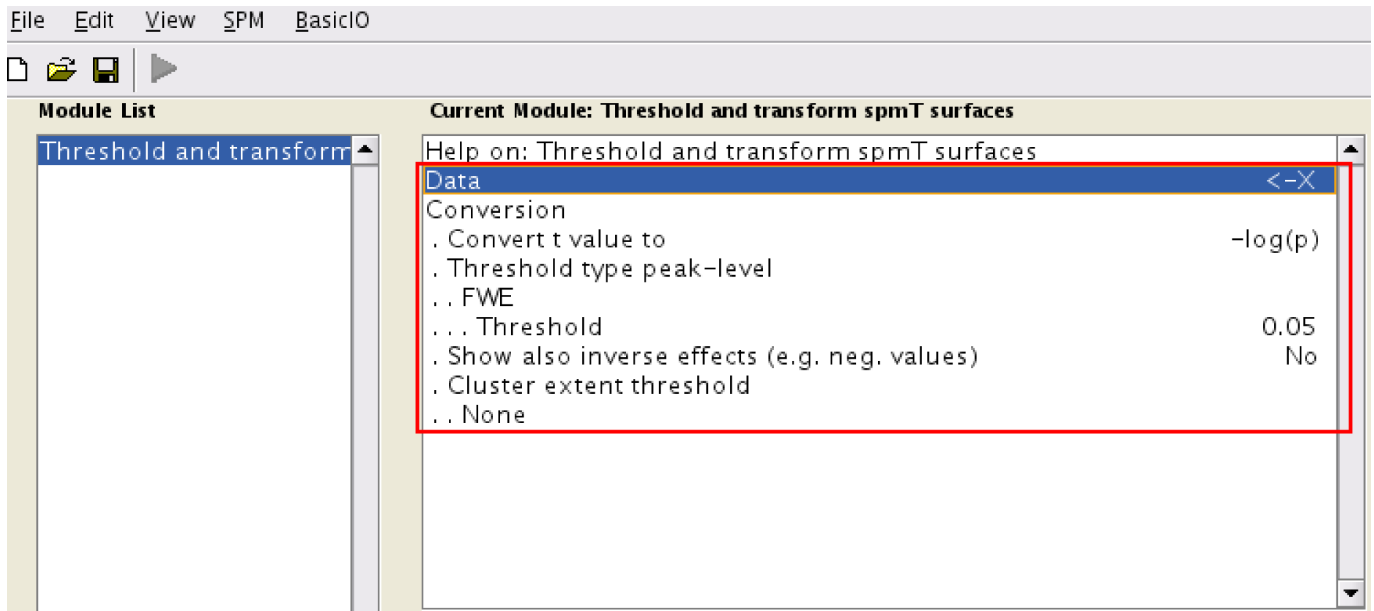 File Edit View SPM BasicIO
Module List
Current Module: Threshold and transform spmT surfaces
Threshold and transform
Help on: Threshold and transform spmT surfaces
Data <-X
Conversion
. Convert t value to -log(p)
. Threshold type peak-level
. . FWE
. . . Threshold 0.05
. Show also inverse effects (e.g. neg. values) No
. Cluster extent threshold
. . None